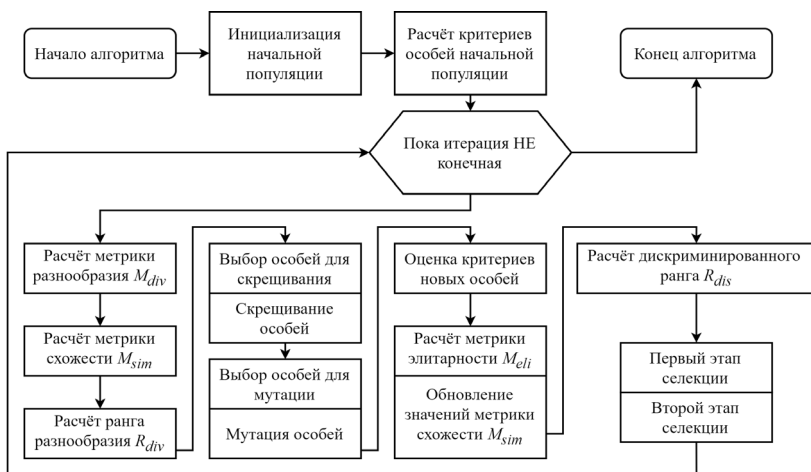 Начало алгоритма
Инициализация
начальной
популяции
Расчёт критериев
особей начальной
популяции
Конец алгоритма
Пока итерация НЕ
конечная
Расчёт метрики
разнообразия M_div
Расчёт метрики
схожести M_sim
Расчёт ранга
разнообразия R_div
Выбор особей для
скрещивания
Скрещивание
особей
Выбор особей для
мутации
Мутация особей
Оценка критериев
новых особей
Расчёт метрики
элитарности M_eli
Обновление
значений метрики
схожести M_sim
Расчёт дискриминированного
ранга R_dis
Первый этап
селекции
Второй этап
селекции